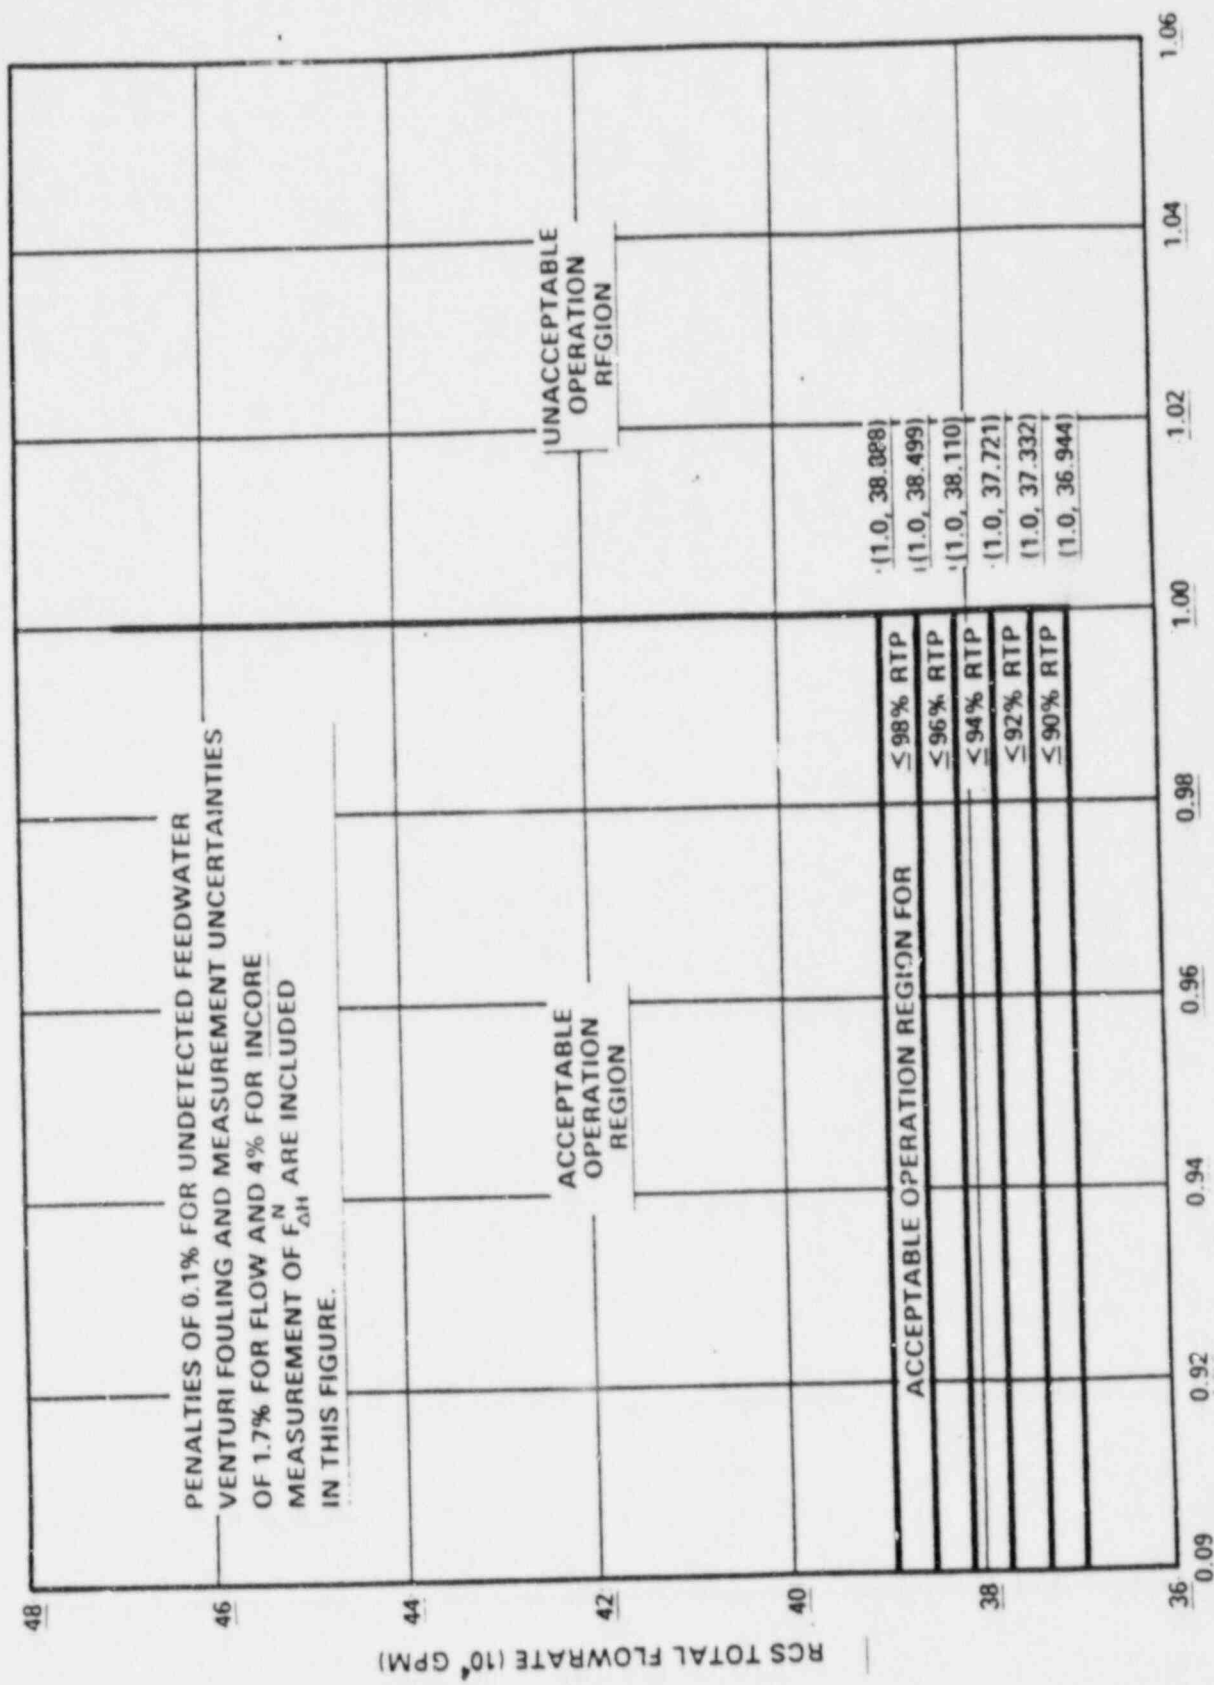 PENALTIES OF 0.1% FOR UNDETECTED FEEDWATER
VENTURI FOULING AND MEASUREMENT UNCERTAINTIES
OF 1.7% FOR FLOW AND 4% FOR INCORE
MEASUREMENT OF F^N_ΔH ARE INCLUDED
IN THIS FIGURE.
ACCEPTABLE
OPERATION
REGION
UNACCEPTABLE
OPERATION
REGION
ACCEPTABLE OPERATION REGION FOR
≤98% RTP
≤96% RTP
≤94% RTP
≤92% RTP
≤90% RTP
(1.0, 38.888)
(1.0, 38.499)
(1.0, 38.110)
(1.0, 37.721)
(1.0, 37.332)
(1.0, 36.944)
RCS TOTAL FLOWRATE (10⁴ GPM)
48
46
44
42
40
38
36
0.09
0.92
0.94
0.96
0.98
1.00
1.02
1.04
1.06